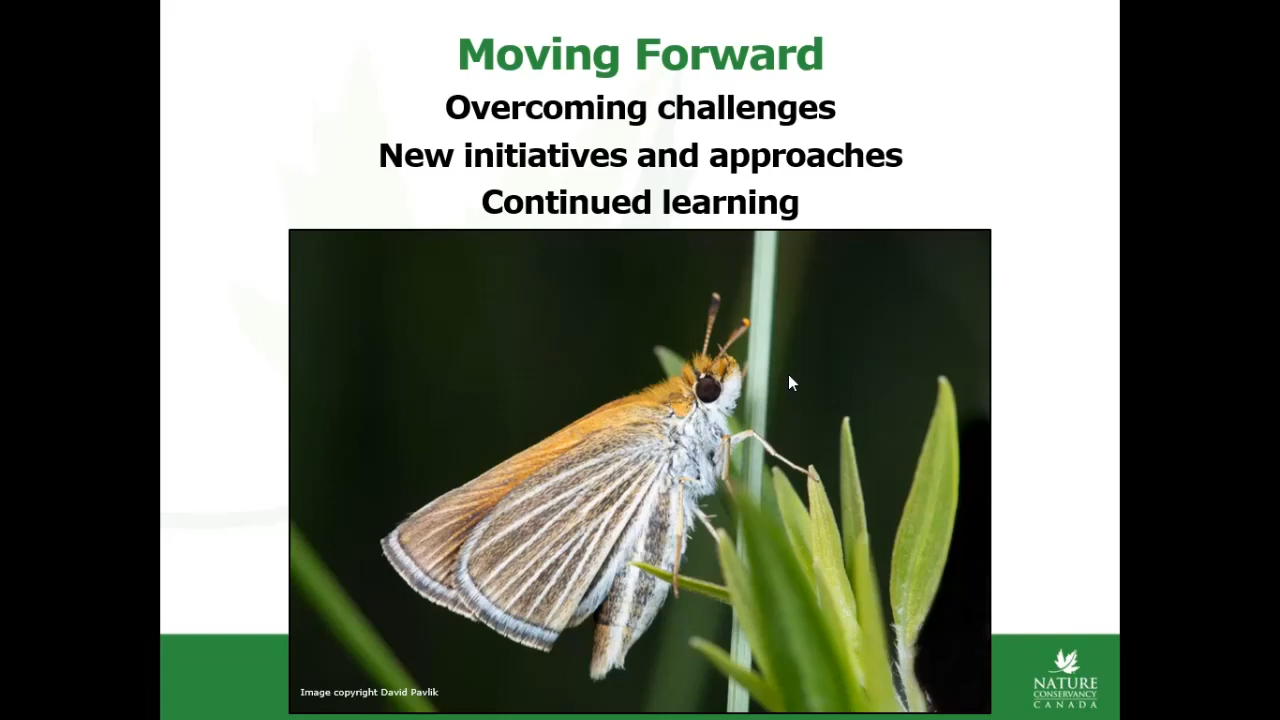 Moving Forward
Overcoming challenges
New initiatives and approaches
Continued learning
Image copyright David Pavlik
NATURE
CONSERVANCY
CANADA